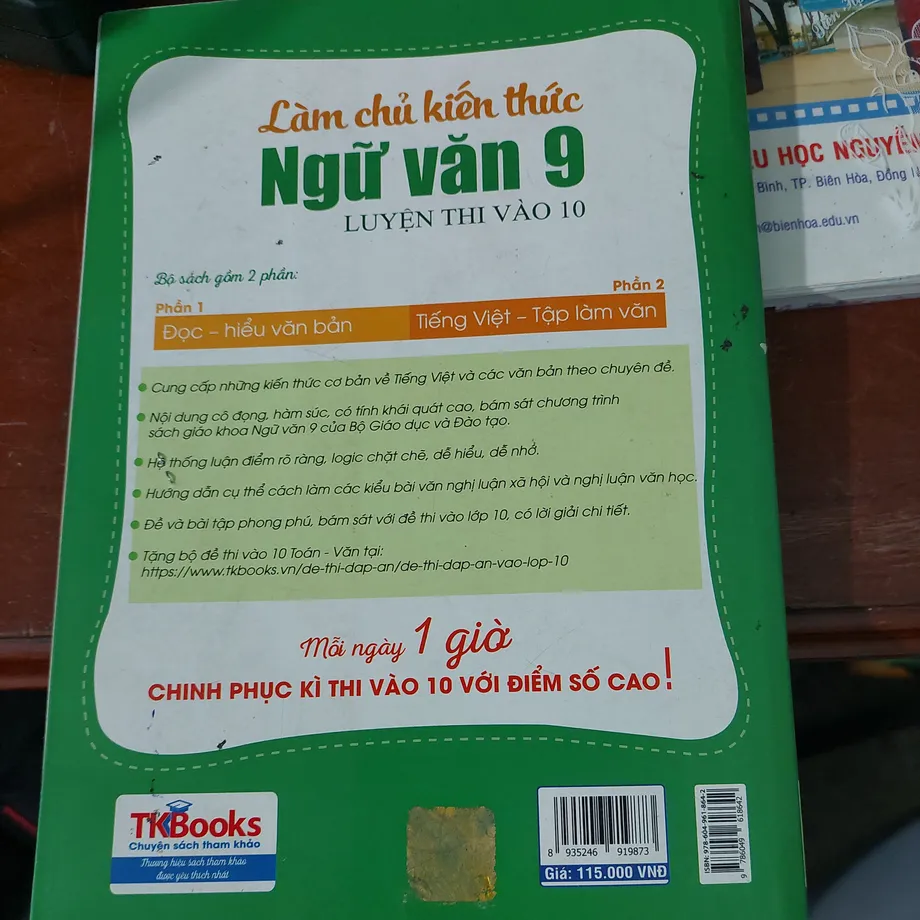 Làm chủ kiến thức
Ngữ văn 9
LUYỆN THI VÀO 10
Bộ sách gồm 2 phần:
Phần 1
Đọc – hiểu văn bản
Phần 2
Tiếng Việt – Tập làm văn
Cung cấp những kiến thức cơ bản về Tiếng Việt và các văn bản theo chuyên đề.
Nội dung cô đọng, hàm súc, có tính khái quát cao, bám sát chương trình
sách giáo khoa Ngữ văn 9 của Bộ Giáo dục và Đào tạo.
Hệ thống luận điểm rõ ràng, logic chặt chẽ, dễ hiểu, dễ nhớ.
Hướng dẫn cụ thể cách làm các kiểu bài văn nghị luận xã hội và nghị luận văn học.
Đề và bài tập phong phú, bám sát với đề thi vào lớp 10, có lời giải chi tiết.
Tặng bộ đề thi vào 10 Toán - Văn tại:
https://www.tkbooks.vn/de-thi-dap-an/de-thi-dap-an-vao-lop-10
Mỗi ngày 1 giờ
CHINH PHỤC KÌ THI VÀO 10 VỚI ĐIỂM SỐ CAO!
TKBooks
Chuyên sách tham khảo
Thương hiệu sách tham khảo
được yêu thích nhất
8 935246 919873
Giá: 115.000 VNĐ
ISBN: 978-604-961-864-2
9 786049 618642
U HỌC NGUYỄN
Bình, TP. Biên Hòa, Đồng
@bienhoa.edu.vn